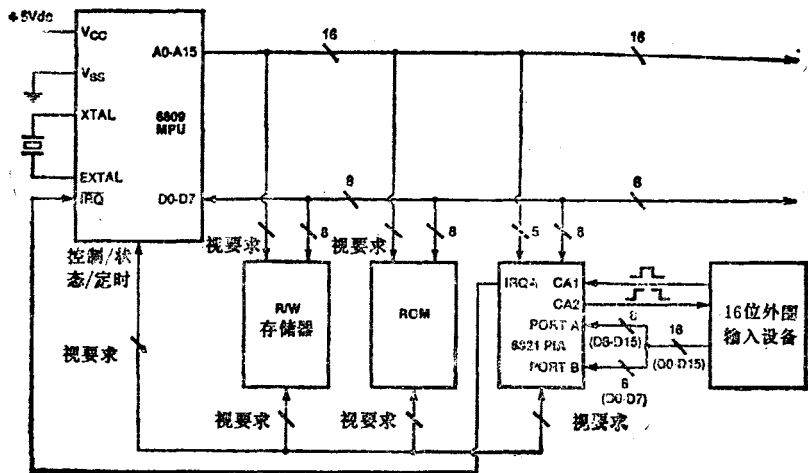 +5Vdc
VCC
VSS
XTAL
EXTAL
IRQ
A0-A15
6809
MPU
D0-D7
控制/状
态/定时
16
16
8
8
视要求
8
视要求
8
5
8
视要求
R/W
存储器
ROM
IRQA
CA1
CA2
PORT A
6821 PIA
PORT B
8
(D8-D15)
16
(D0-D15)
8
(D0-D7)
16位外围
输入设备
视要求
视要求
视要求